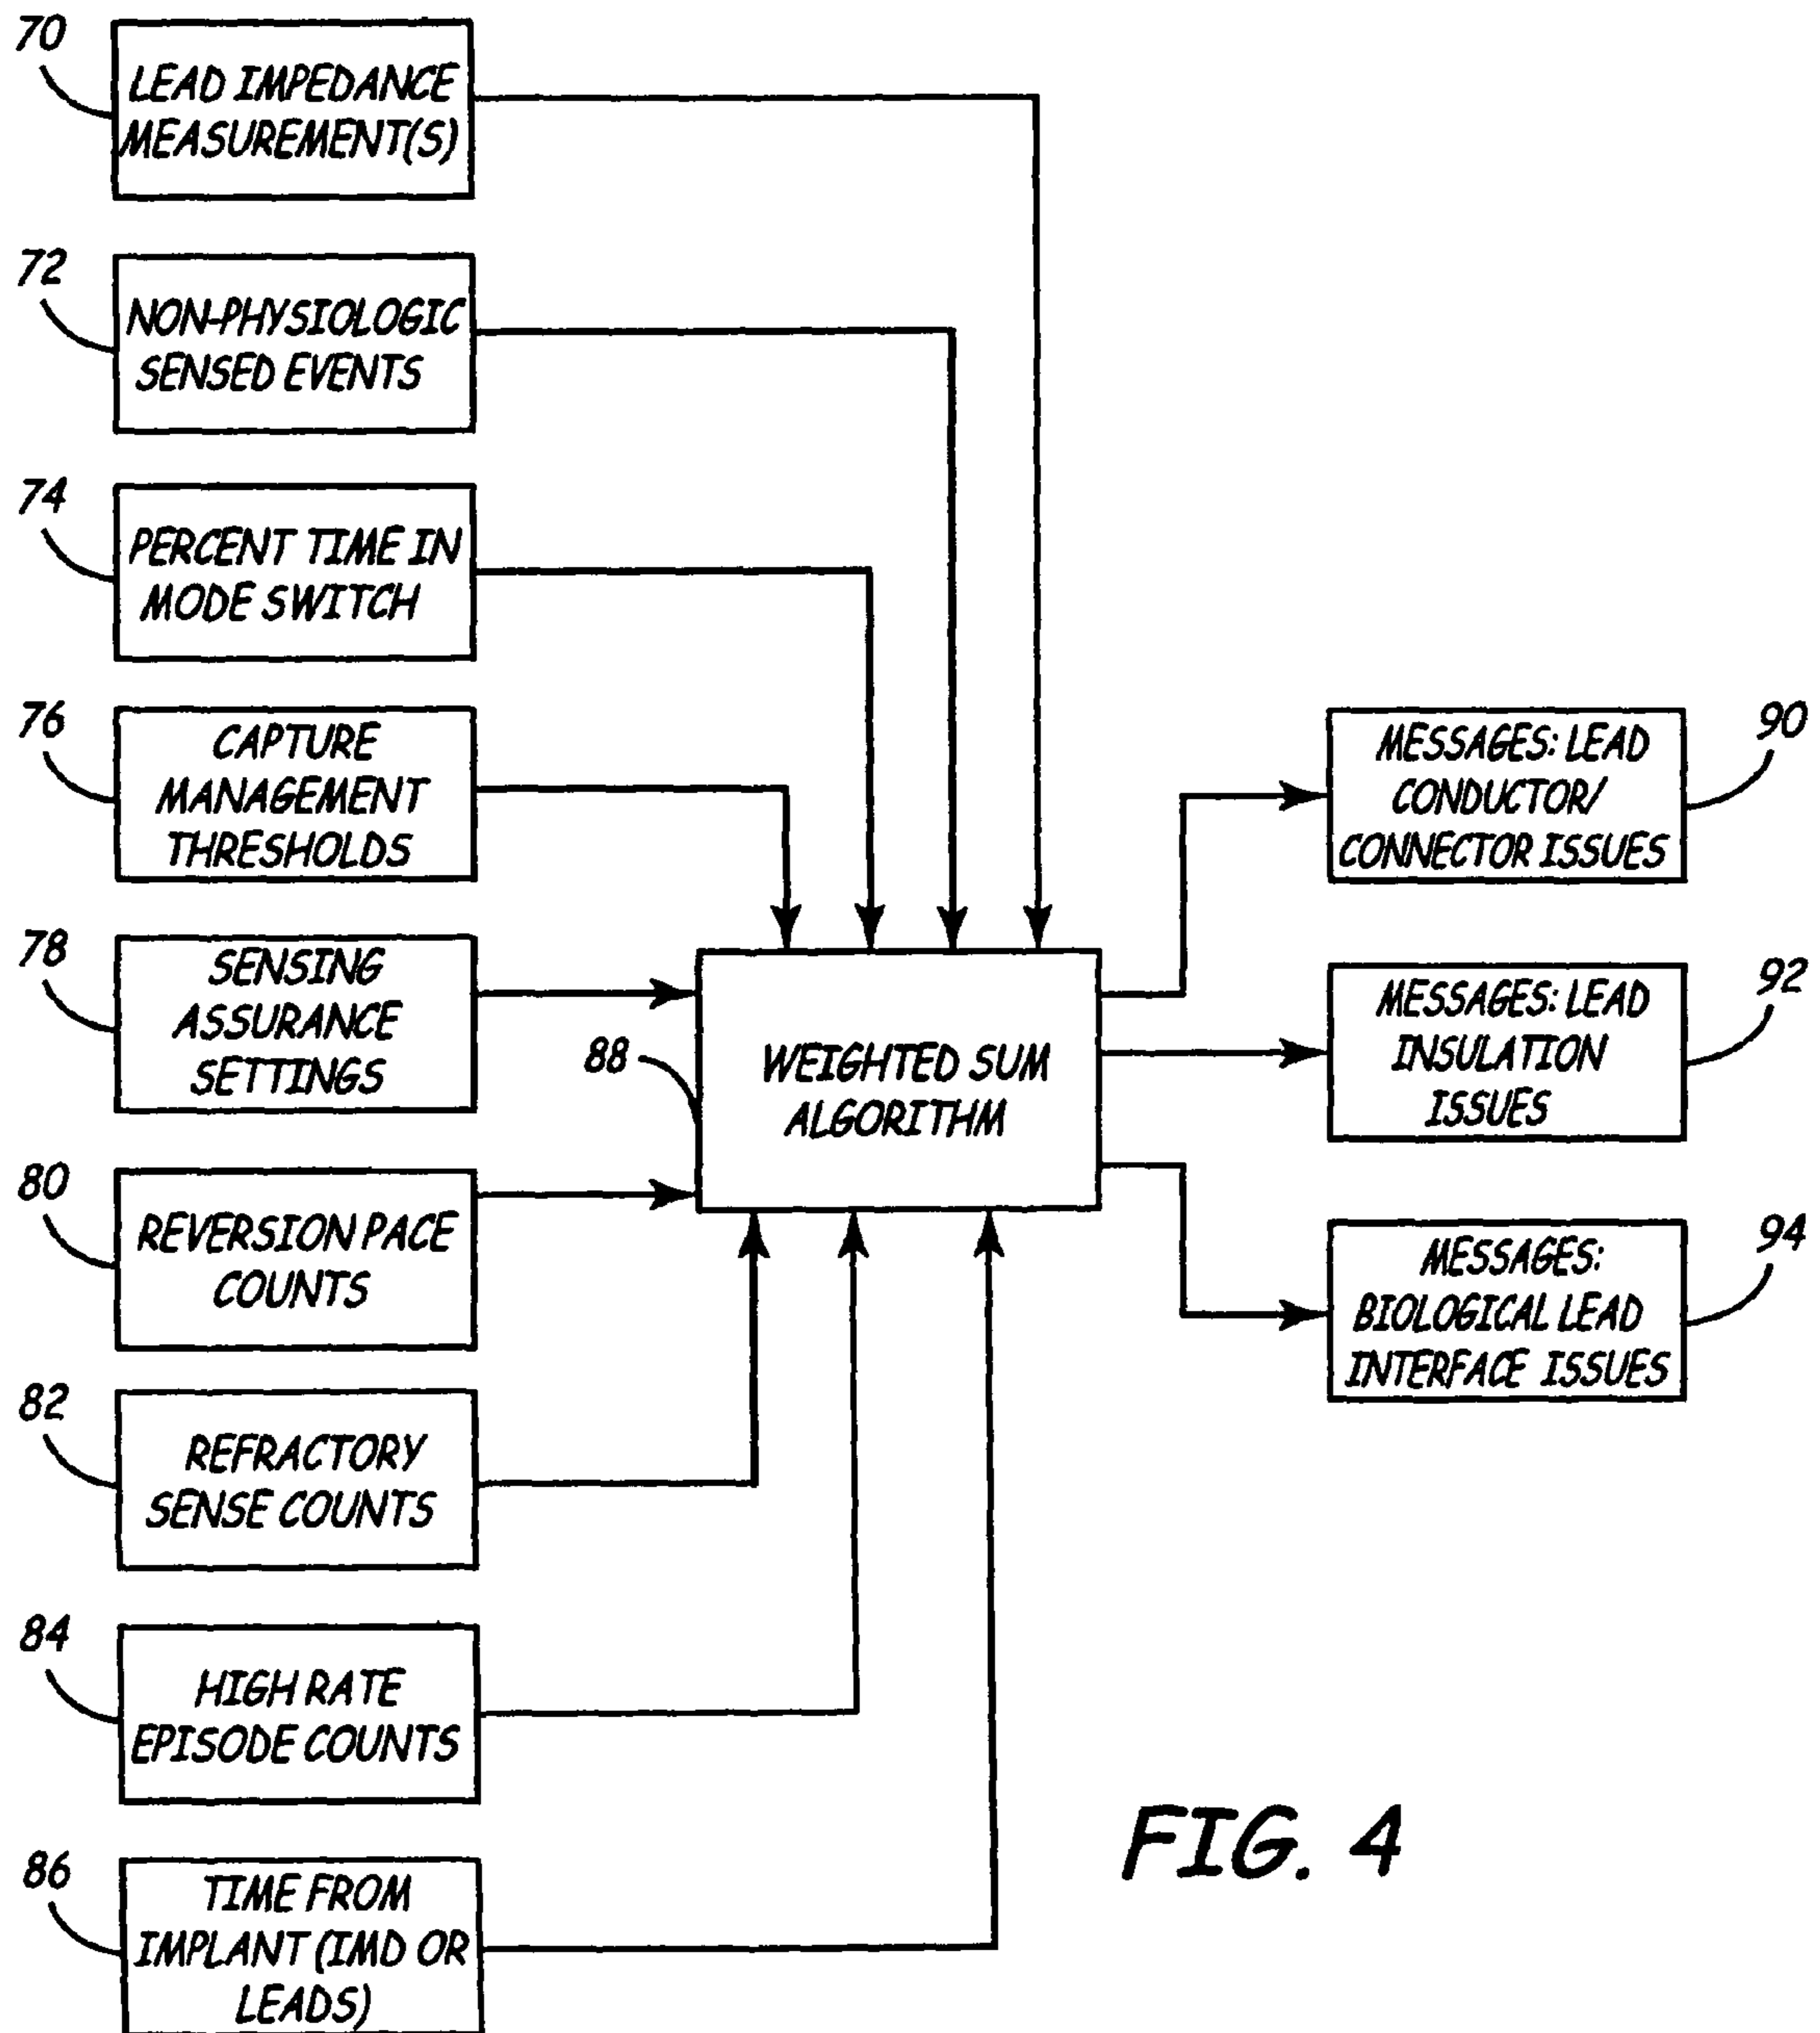 70
LEAD IMPEDANCE
MEASUREMENT(S)
72
NON-PHYSIOLOGIC
SENSED EVENTS
74
PERCENT TIME IN
MODE SWITCH
76
CAPTURE
MANAGEMENT
THRESHOLDS
78
SENSING
ASSURANCE
SETTINGS
80
REVERSION PACE
COUNTS
82
REFRACTORY
SENSE COUNTS
84
HIGH RATE
EPISODE COUNTS
86
TIME FROM
IMPLANT (IMD OR
LEADS)
88
WEIGHTED SUM
ALGORITHM
MESSAGES: LEAD
CONDUCTOR/
CONNECTOR ISSUES
90
MESSAGES: LEAD
INSULATION
ISSUES
92
MESSAGES:
BIOLOGICAL LEAD
INTERFACE ISSUES
94
FIG. 4